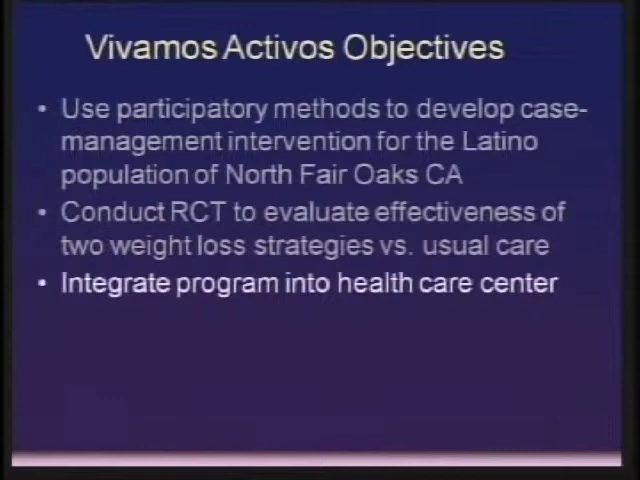 Vivamos Activos Objectives
• Use participatory methods to develop case-
management intervention for the Latino
population of North Fair Oaks CA
• Conduct RCT to evaluate effectiveness of
two weight loss strategies vs. usual care
• Integrate program into health care center